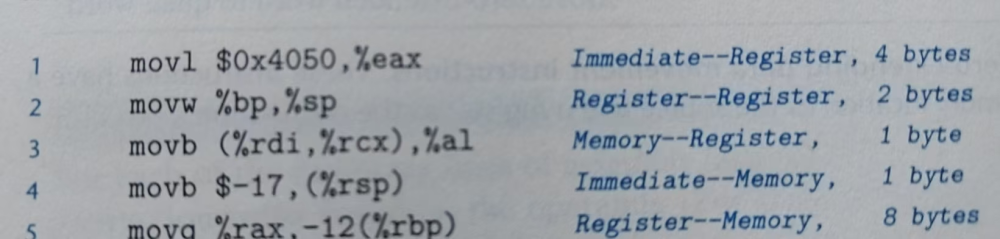 1 movl $0x4050,%eax Immediate--Register, 4 bytes
2 movw %bp,%sp Register--Register, 2 bytes
3 movb (%rdi,%rcx),%al Memory--Register, 1 byte
4 movb $-17,(%rsp) Immediate--Memory, 1 byte
5 movq %rax,-12(%rbp) Register--Memory, 8 bytes